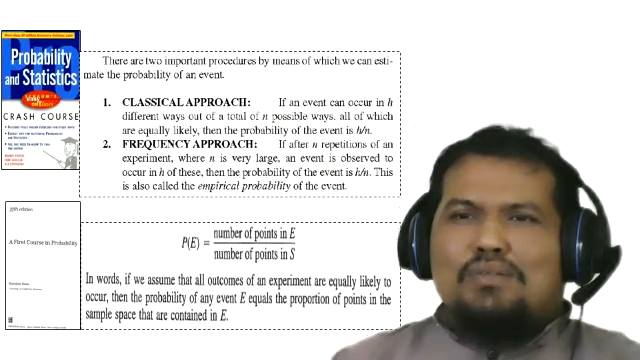 Probability
and Statistics
CRASH COURSE
There are two important procedures by means of which we can esti-
mate the probability of an event.
1. CLASSICAL APPROACH: If an event can occur in h
different ways out of a total of n possible ways, all of which
are equally likely, then the probability of the event is h/n.
2. FREQUENCY APPROACH: If after n repetitions of an
experiment, where n is very large, an event is observed to
occur in h of these, then the probability of the event is h/n. This
is also called the empirical probability of the event.
fifth edition
A First Course in Probability
P(E) = number of points in E
number of points in S
In words, if we assume that all outcomes of an experiment are equally likely to
occur, then the probability of any event E equals the proportion of points in the
sample space that are contained in E.